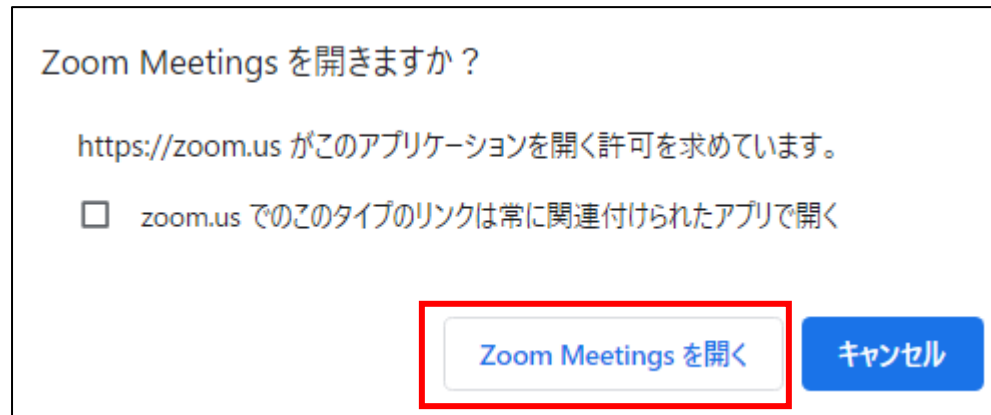 Zoom Meetings を開きますか？
https://zoom.us がこのアプリケーションを開く許可を求めています。
zoom.us でのこのタイプのリンクは常に関連付けられたアプリで開く
Zoom Meetings を開く
キャンセル